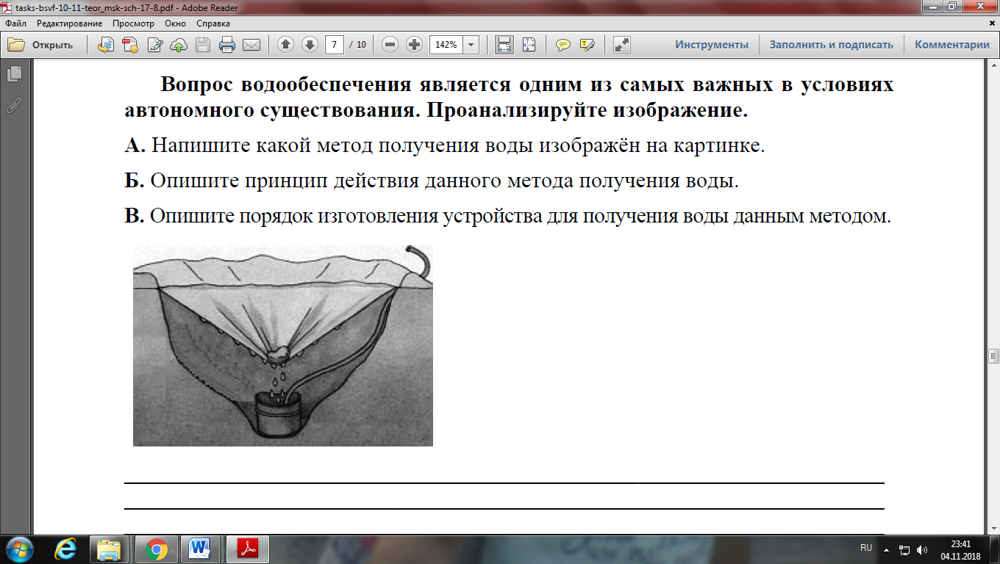 tasks-bsvf-10-11-teor_msk-sch-17-8.pdf - Adobe Reader
Файл Редактирование Просмотр Окно Справка
Открыть 7 / 10 142% Инструменты Заполнить и подписать Комментарии
Вопрос водообеспечения является одним из самых важных в условиях
автономного существования. Проанализируйте изображение.
А. Напишите какой метод получения воды изображён на картинке.
Б. Опишите принцип действия данного метода получения воды.
В. Опишите порядок изготовления устройства для получения воды данным методом.
RU 23:41
04.11.2018